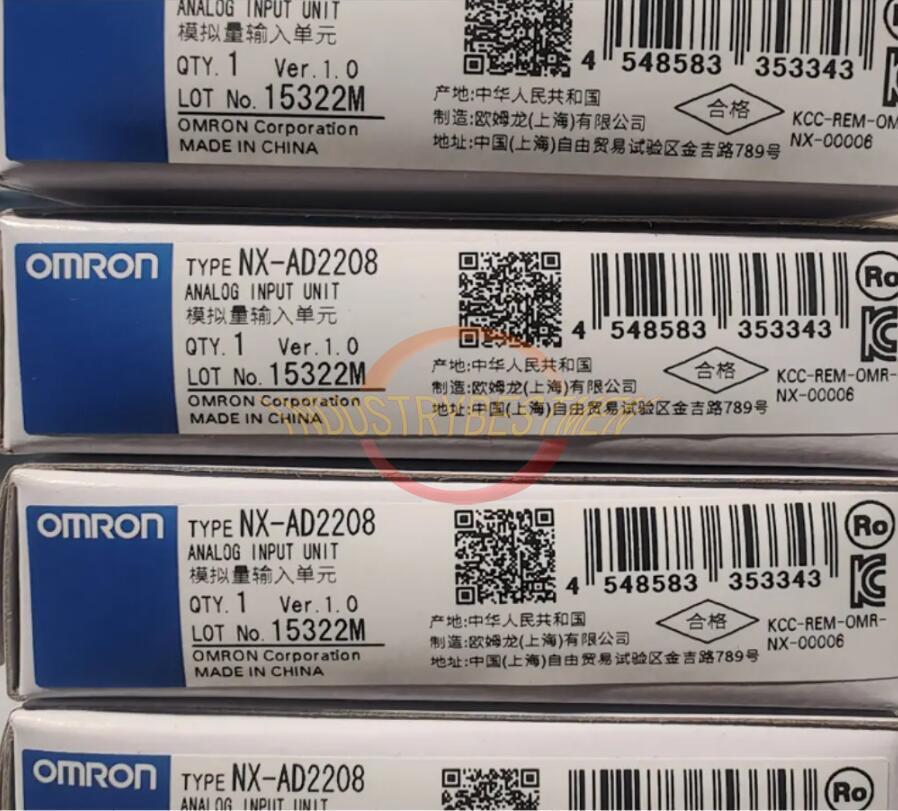 ANALOG INPUT UNIT
模拟量输入单元
QTY. 1 Ver.1.0
LOT No. 15322M
OMRON Corporation
MADE IN CHINA
4 548583 353343
产地:中华人民共和国
制造:欧姆龙(上海)有限公司
地址:中国(上海)自由贸易试验区金吉路789号
合格
KCC-REM-OM
NX-00006
OMRON
TYPE NX-AD2208
ANALOG INPUT UNIT
模拟量输入单元
QTY. 1 Ver.1.0
LOT No. 15322M
OMRON Corporation
MADE IN CHINA
4 548583 353343
产地:中华人民共和国
制造:欧姆龙(上海)有限公司
地址:中国(上海)自由贸易试验区金吉路789号
合格
Ro
KCC-REM-OMR-
NX-00006
INDUSTRYBESTMEN
OMRON
TYPE NX-AD2208
ANALOG INPUT UNIT
模拟量输入单元
QTY. 1 Ver.1.0
LOT No. 15322M
OMRON Corporation
MADE IN CHINA
4 548583 353343
产地:中华人民共和国
制造:欧姆龙(上海)有限公司
地址:中国(上海)自由贸易试验区金吉路789号
合格
Ro
KCC-REM-OMR-
NX-00006
OMRON
TYPE NX-AD2208
ANALOG INPUT UNIT
Ro